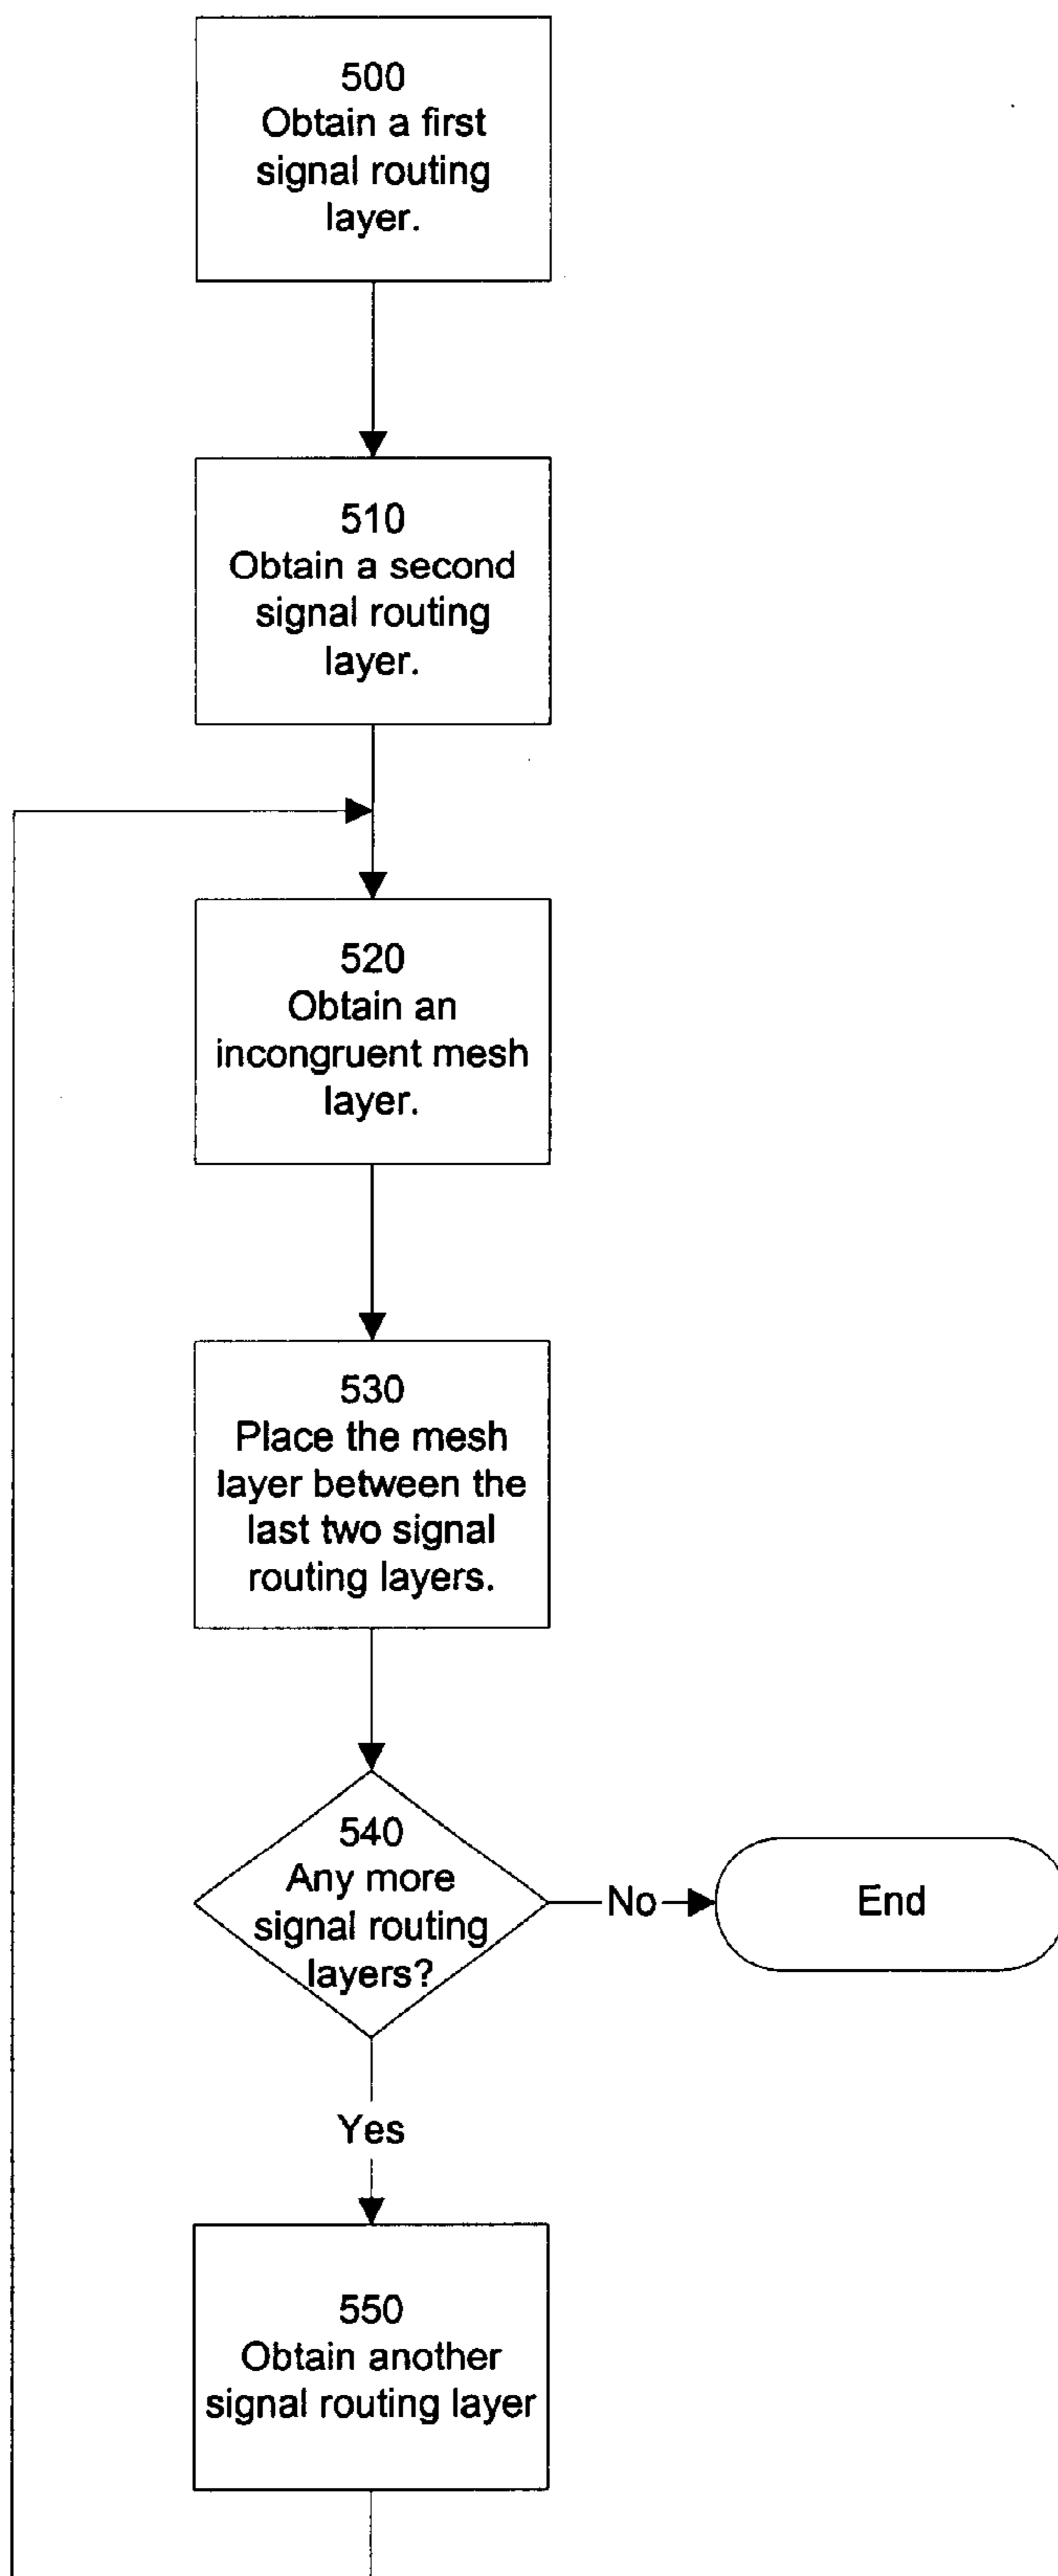 500
Obtain a first
signal routing
layer.
510
Obtain a second
signal routing
layer.
520
Obtain an
incongruent mesh
layer.
530
Place the mesh
layer between the
last two signal
routing layers.
540
Any more
signal routing
layers?
No
End
Yes
550
Obtain another
signal routing layer